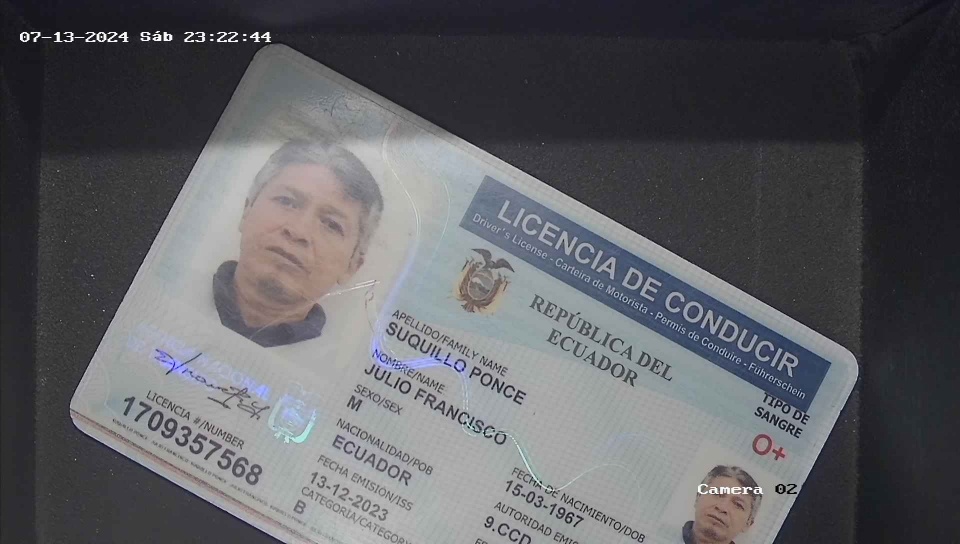 07-13-2024 Sáb 23:22:44
LICENCIA DE CONDUCIR
Driver's License - Carteira de Motorista - Permis de Conduire - Führerschein
REPÚBLICA DEL
ECUADOR
APELLIDO/FAMILY NAME
SUQUILLO PONCE
NOMBRE/NAME
JULIO FRANCISCO
SEXO/SEX
M
NACIONALIDAD/POB
ECUADOR
FECHA EMISIÓN/ISS
13-12-2023
CATEGORÍA/CATEGORY
B
FECHA DE NACIMIENTO/DOB
15-03-1967
AUTORIDAD
9.CCD
TIPO DE
SANGRE
O+
LICENCIA #/NUMBER
1709357568
Camera 02